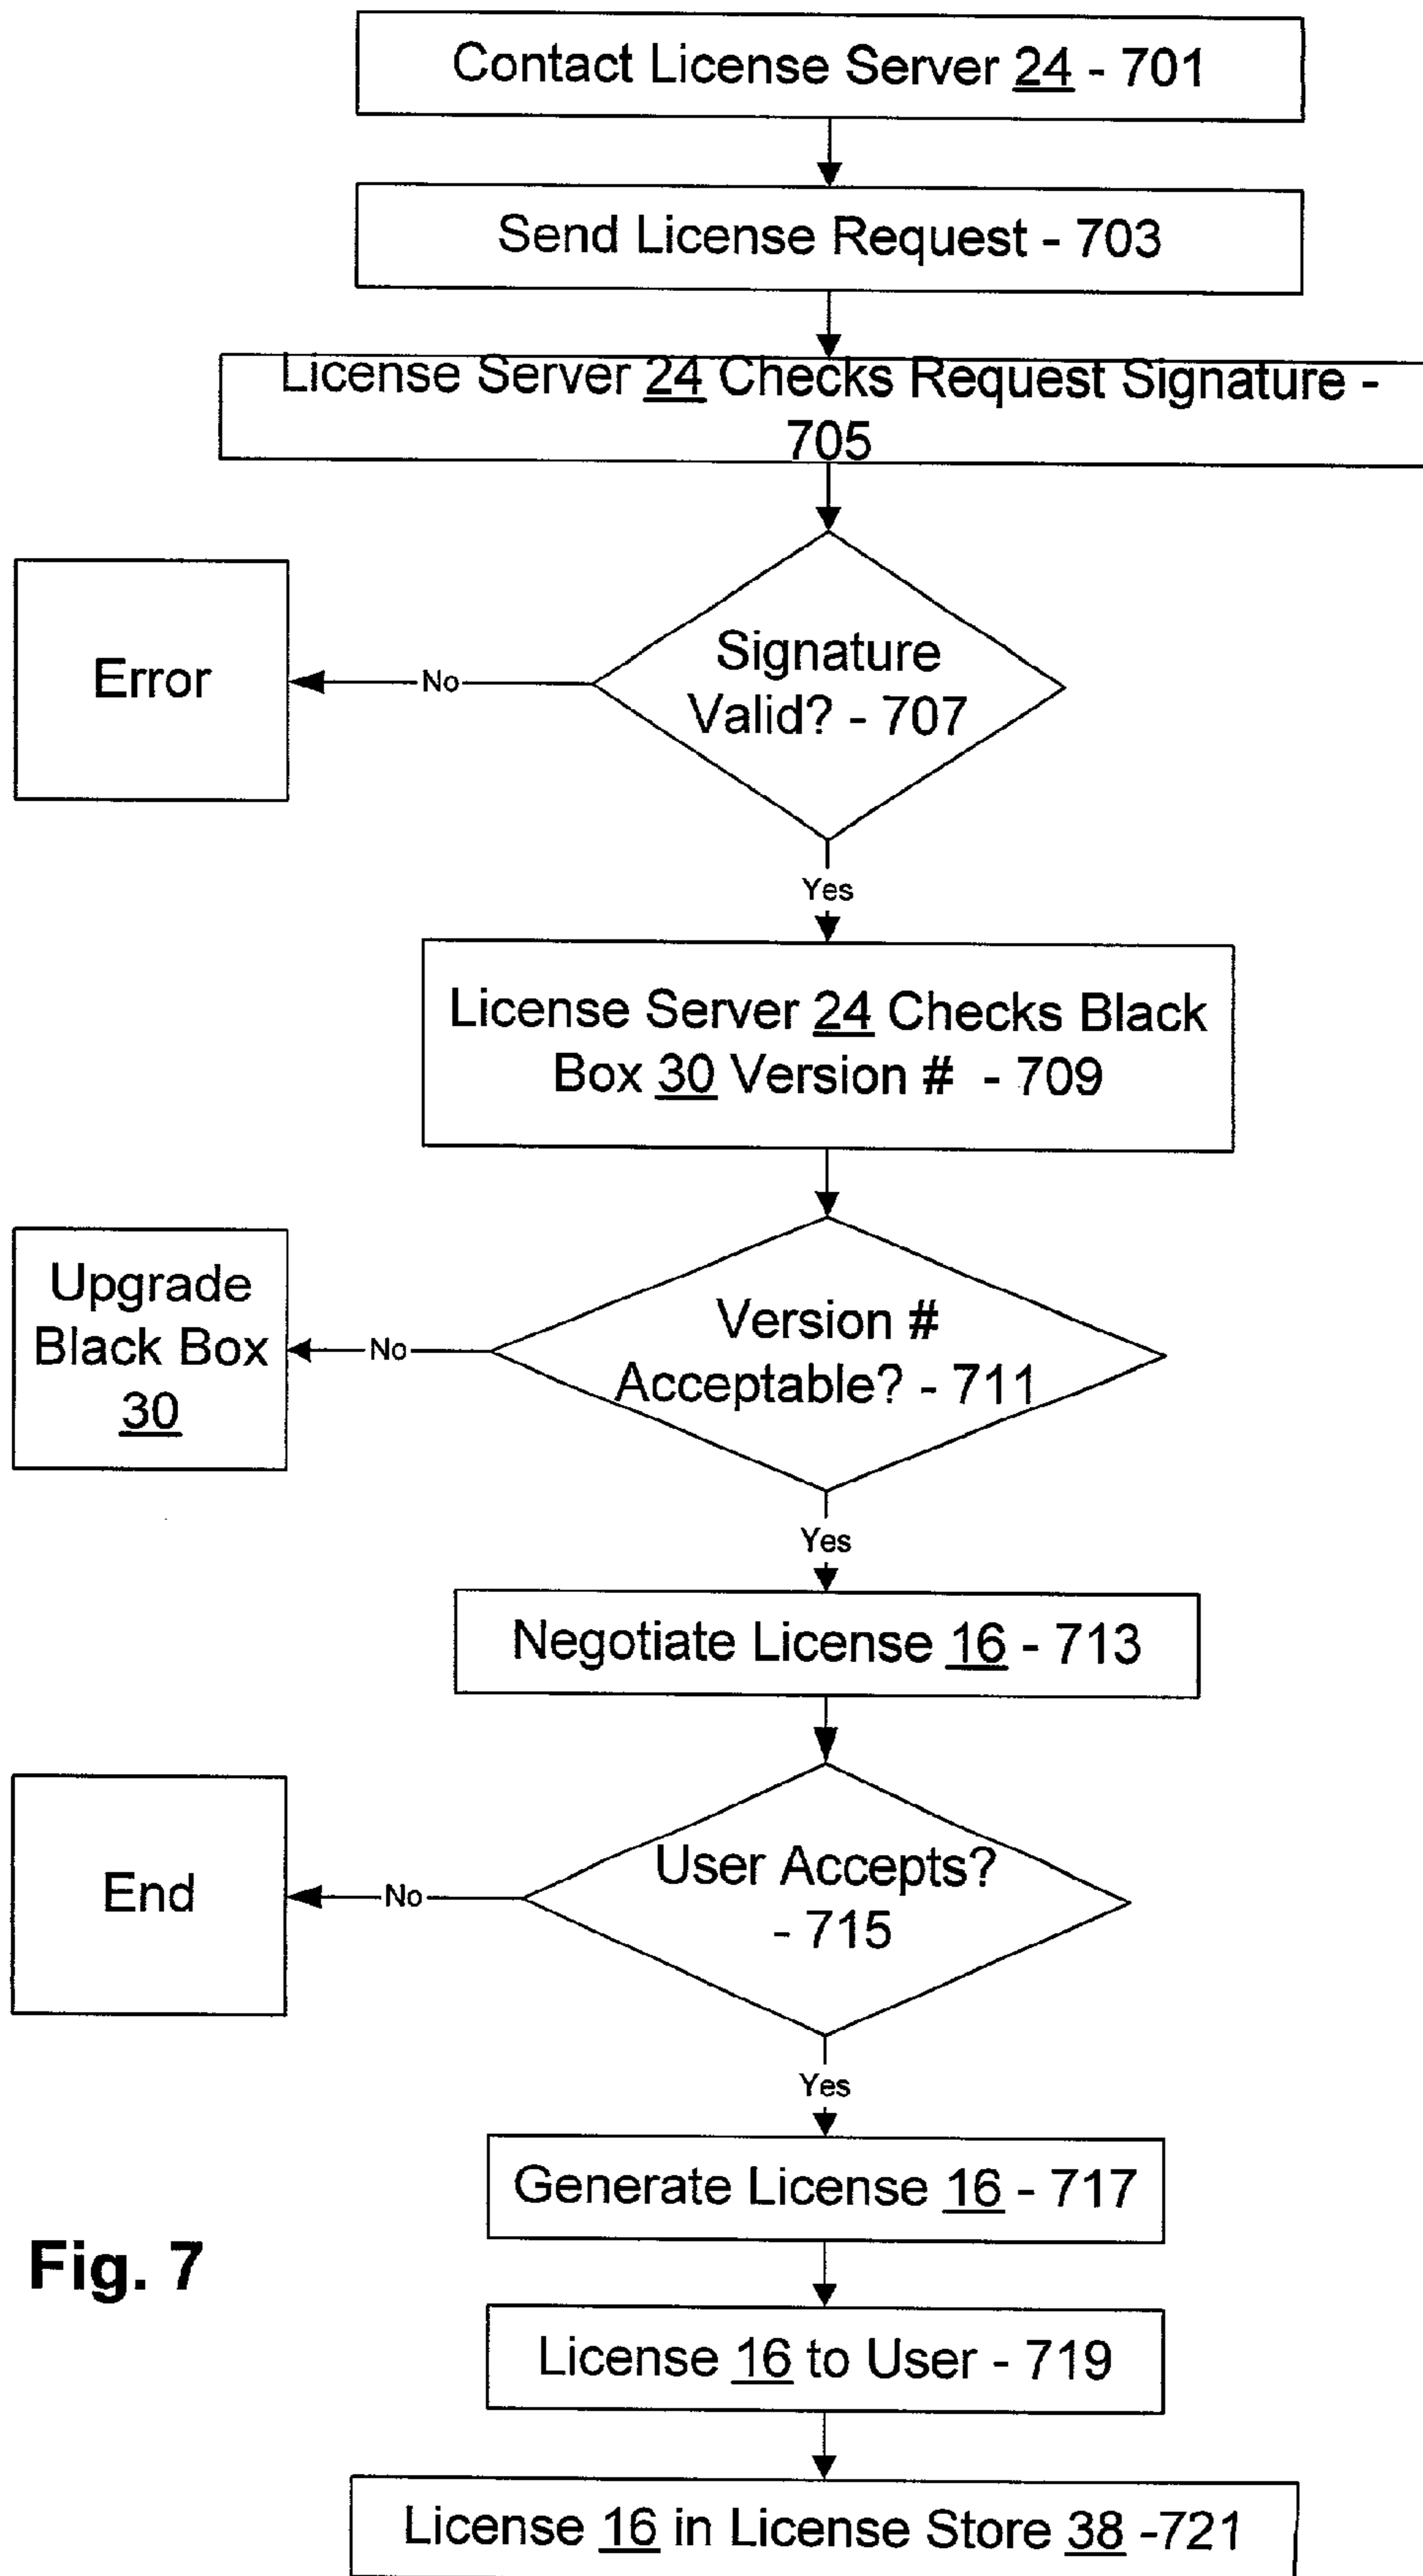 Contact License Server 24 - 701
Send License Request - 703
License Server 24 Checks Request Signature -
705
Signature
Valid? - 707
No
Error
Yes
License Server 24 Checks Black
Box 30 Version # - 709
Version #
Acceptable? - 711
No
Upgrade
Black Box
30
Yes
Negotiate License 16 - 713
User Accepts?
- 715
No
End
Yes
Generate License 16 - 717
Fig. 7
License 16 to User - 719
License 16 in License Store 38 -721